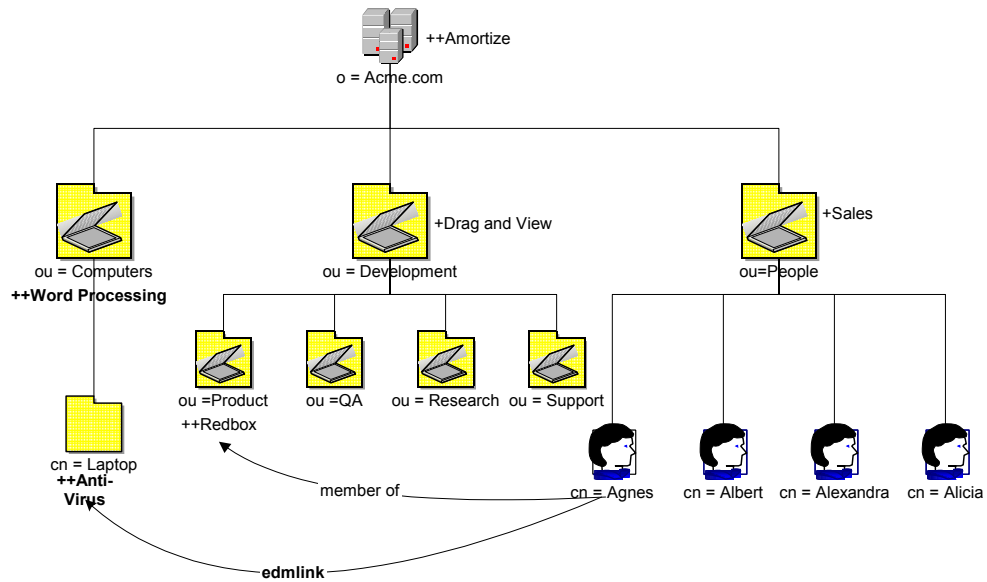 ++Amortize
o = Acme.com
+Drag and View
+Sales
ou = Computers
ou = Development
ou=People
++Word Processing
ou =Product
ou =QA
ou = Research
ou = Support
++Redbox
cn = Laptop
++Anti-
Virus
member of
cn = Agnes
cn = Albert
cn = Alexandra
cn = Alicia
edmlink